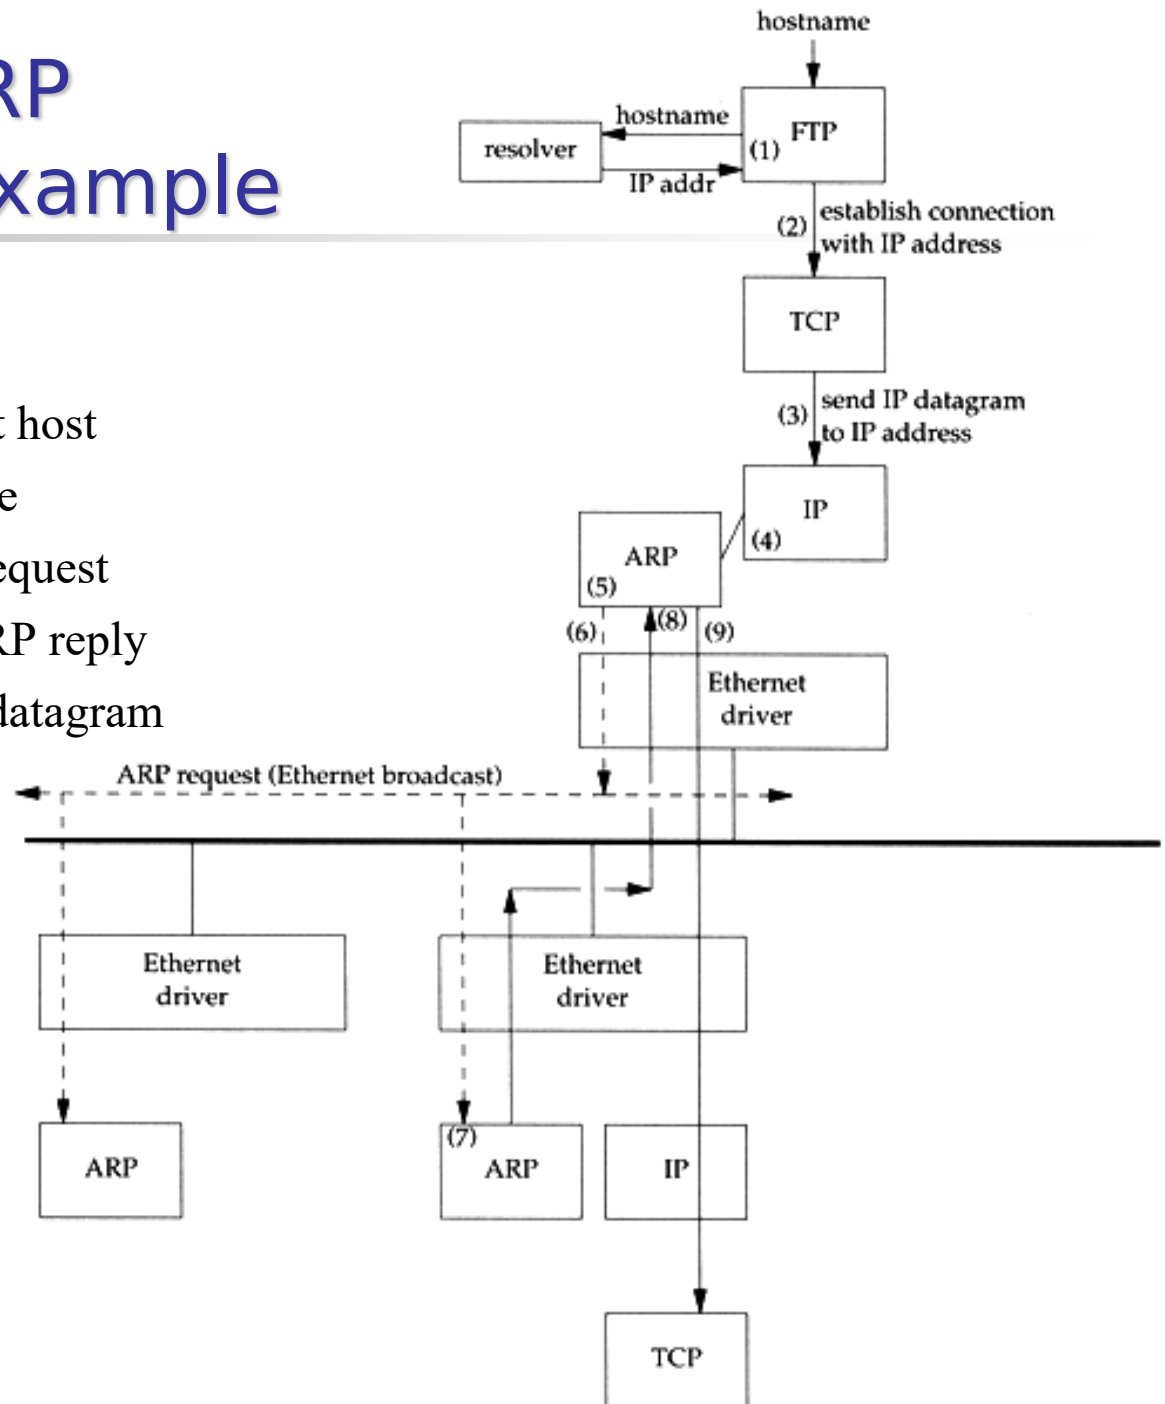 RP
xample
t host
e
equest
RP reply
datagram
hostname
FTP
(1)
hostname
resolver
IP addr
(2)
establish connection
with IP address
TCP
(3)
send IP datagram
to IP address
IP
(4)
ARP
(5)
(6)
(8)
(9)
Ethernet
driver
ARP request (Ethernet broadcast)
Ethernet
driver
Ethernet
driver
ARP
(7)
ARP
IP
TCP